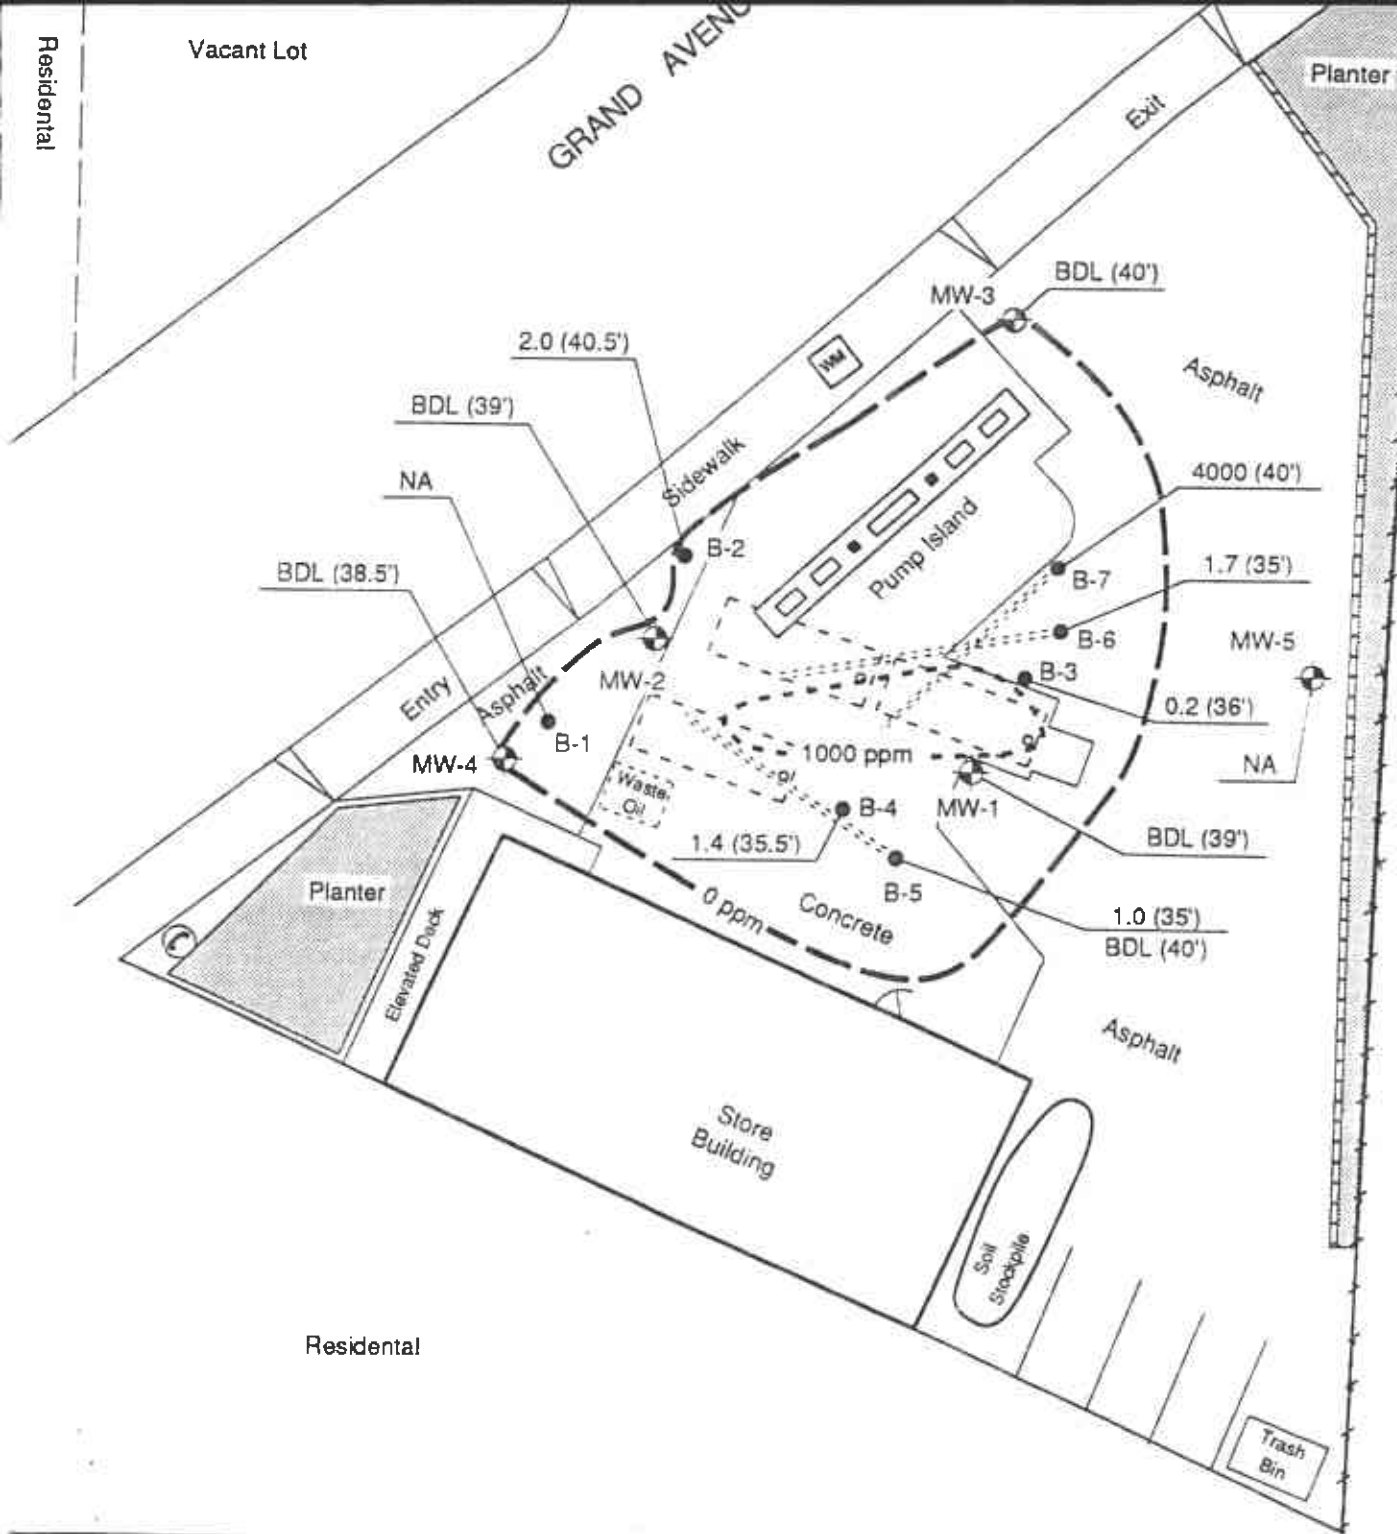 Residental
Vacant Lot
GRAND AVENU
Planter
Exit
BDL (40')
MW-3
2.0 (40.5')
WM
Asphalt
BDL (39')
Sidewalk
NA
4000 (40')
B-2
Pump Island
B-7
1.7 (35')
BDL (38.5')
B-6
MW-5
B-3
MW-2
Entry
Asphalt
0.2 (36')
B-1
1000 ppm
MW-4
NA
Waste
Oil
B-4
MW-1
1.4 (35.5')
BDL (39')
Planter
B-5
0 ppm
Concrete
1.0 (35')
BDL (40')
Elevated Deck
Asphalt
Store
Building
Soil
Stockpile
Residental
Trash
Bin